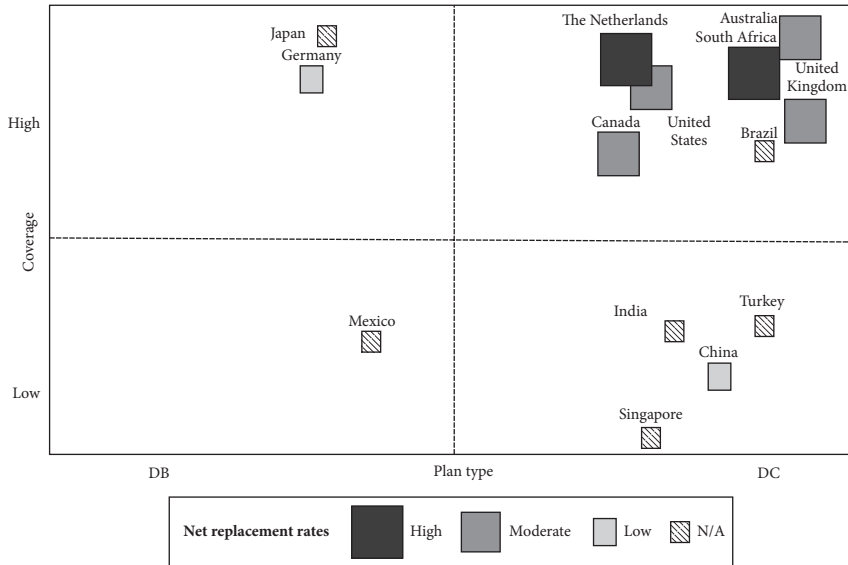 Japan
Germany
The Netherlands
Australia
South Africa
United
Kingdom
Canada
United
States
Brazil
High
Coverage
Mexico
India
Turkey
China
Low
Singapore
DB
Plan type
DC
Net replacement rates
High
Moderate
Low
N/A